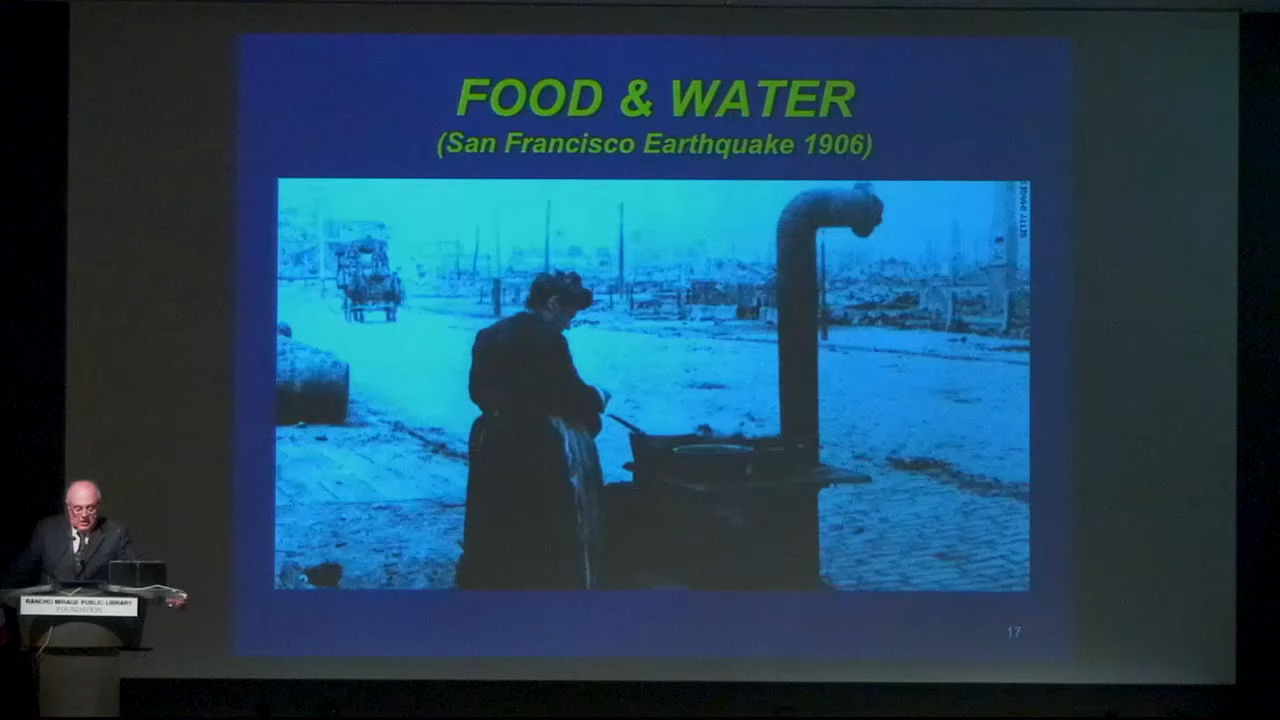 FOOD & WATER
(San Francisco Earthquake 1906)
GETTY IMAGES
RANCHO MIRAGE PUBLIC LIBRARY
FOUNDATION
17